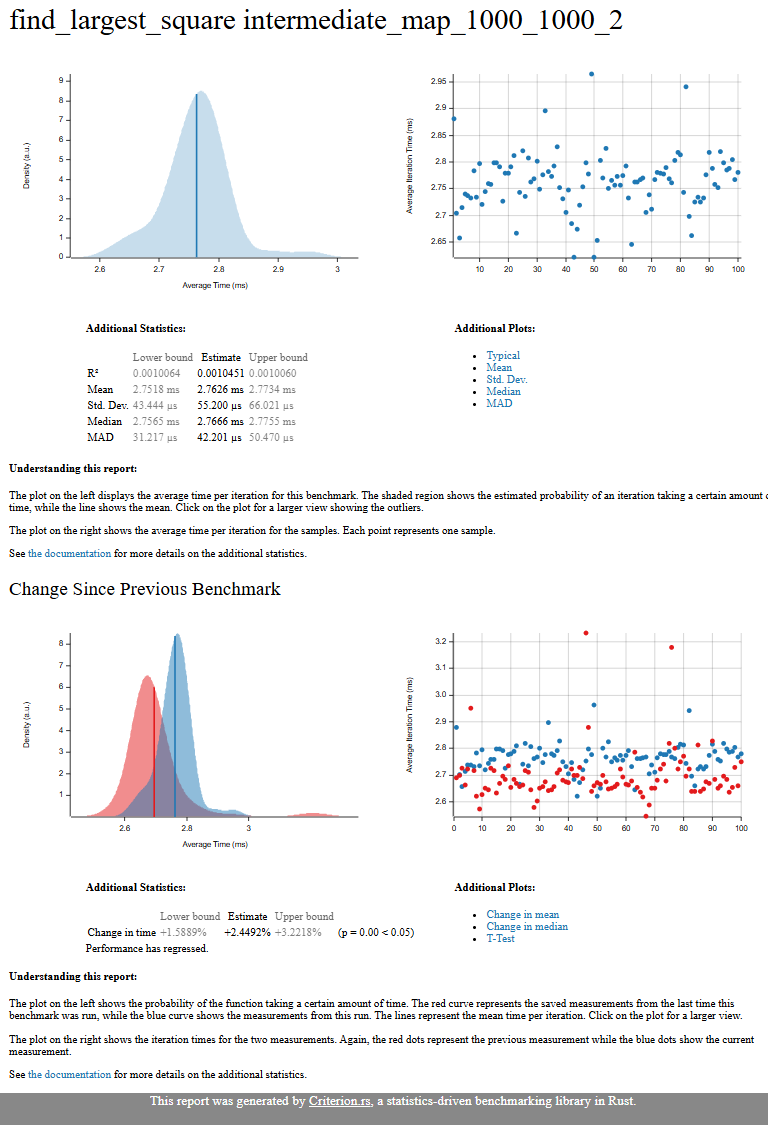 find_largest_square intermediate_map_1000_1000_2
9
8
7
6
5
4
3
2
1
0
Density (a.u.)
2.6 2.7 2.8 2.9 3
Average Time (ms)
2.95
2.9
2.85
2.8
2.75
2.7
2.65
Average Iteration Time (ms)
10 20 30 40 50 60 70 80 90 100
Additional Statistics:
Lower bound Estimate Upper bound
R² 0.0010064 0.0010451 0.0010060
Mean 2.7518 ms 2.7626 ms 2.7734 ms
Std. Dev. 43.444 µs 55.200 µs 66.021 µs
Median 2.7565 ms 2.7666 ms 2.7755 ms
MAD 31.217 µs 42.201 µs 50.470 µs
Additional Plots:
Typical
Mean
Std. Dev.
Median
MAD
Understanding this report:
The plot on the left displays the average time per iteration for this benchmark. The shaded region shows the estimated probability of an iteration taking a certain amount
time, while the line shows the mean. Click on the plot for a larger view showing the outliers.
The plot on the right shows the average time per iteration for the samples. Each point represents one sample.
See the documentation for more details on the additional statistics.
Change Since Previous Benchmark
8
7
6
5
4
3
2
1
Density (a.u.)
2.6 2.8 3
Average Time (ms)
3.2
3.1
3.0
2.9
2.8
2.7
2.6
Average Iteration Time (ms)
0 10 20 30 40 50 60 70 80 90 100
Additional Statistics:
Lower bound Estimate Upper bound
Change in time +1.5889% +2.4492% +3.2218% (p = 0.00 < 0.05)
Performance has regressed.
Additional Plots:
Change in mean
Change in median
T-Test
Understanding this report:
The plot on the left shows the probability of the function taking a certain amount of time. The red curve represents the saved measurements from the last time this
benchmark was run, while the blue curve shows the measurements from this run. The lines represent the mean time per iteration. Click on the plot for a larger view.
The plot on the right shows the iteration times for the two measurements. Again, the red dots represent the previous measurement while the blue dots show the current
measurement.
See the documentation for more details on the additional statistics.
This report was generated by Criterion.rs, a statistics-driven benchmarking library in Rust.